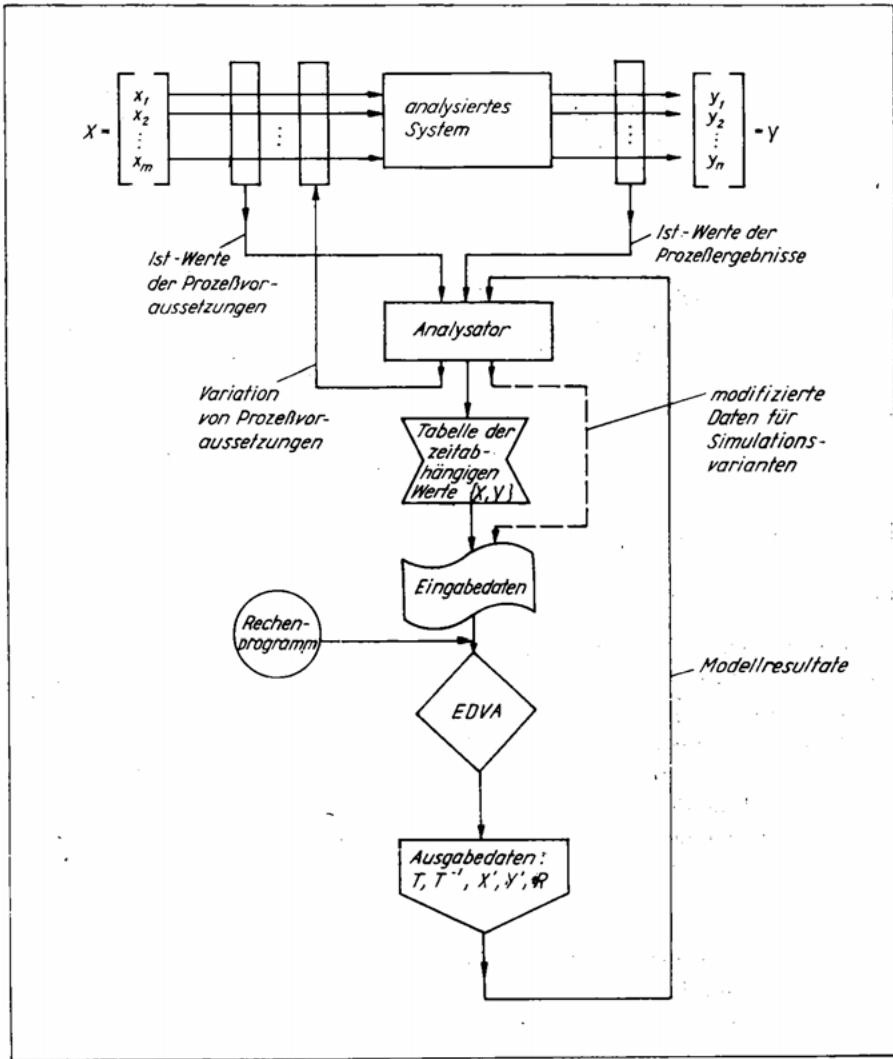 X =
x₁
x₂
⋮
xₘ
...
analysiertes
System
...
y₁
y₂
⋮
yₙ
= Y
Ist-Werte
der Prozeßvor-
aussetzungen
Ist-Werte der
Prozeßergebnisse
Analysator
Variation
von Prozeßvor-
aussetzungen
modifizierte
Daten für
Simulations-
varianten
Tabelle der
zeitab-
hängigen
Werte {X, Y}
Eingabedaten
Rechen-
programm
Modellresultate
EDVA
Ausgabedaten:
T, T⁻¹, X', Y', R